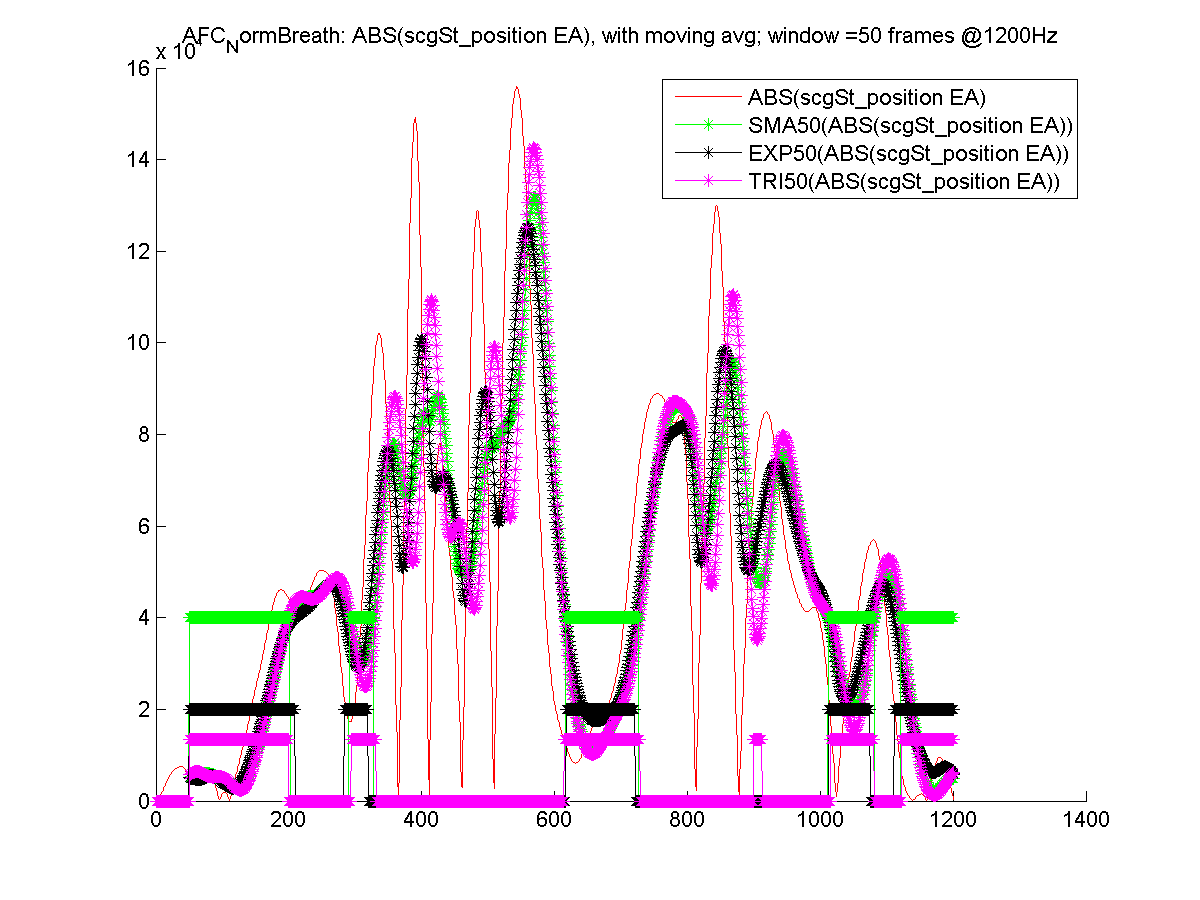 AFC_NormBreath: ABS(scgSt_position EA), with moving avg; window =50 frames @1200Hz
x 10
16
14
12
10
8
6
4
2
0
ABS(scgSt_position EA)
SMA50(ABS(scgSt_position EA))
EXP50(ABS(scgSt_position EA))
TRI50(ABS(scgSt_position EA))
0 200 400 600 800 1000 1200 1400